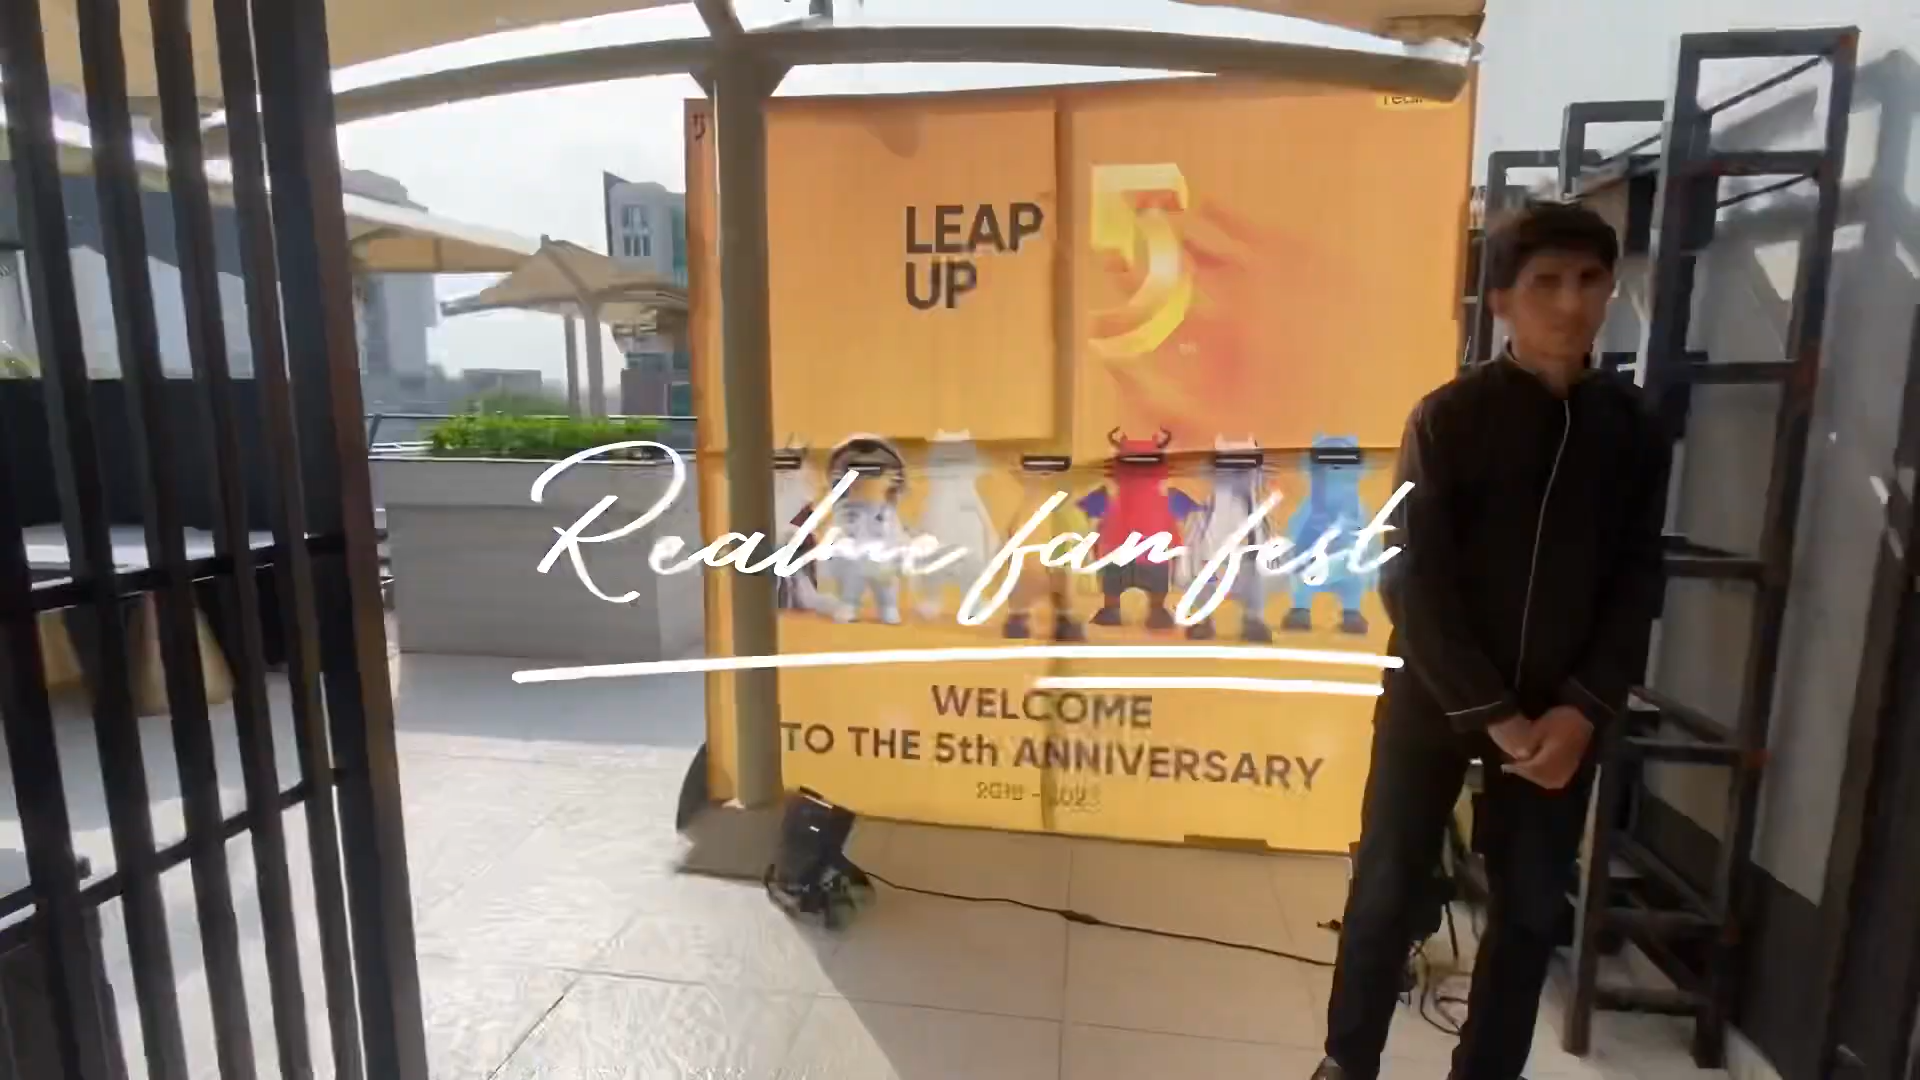 LEAP
UP
Realme fan fest
WELCOME
TO THE 5th ANNIVERSARY